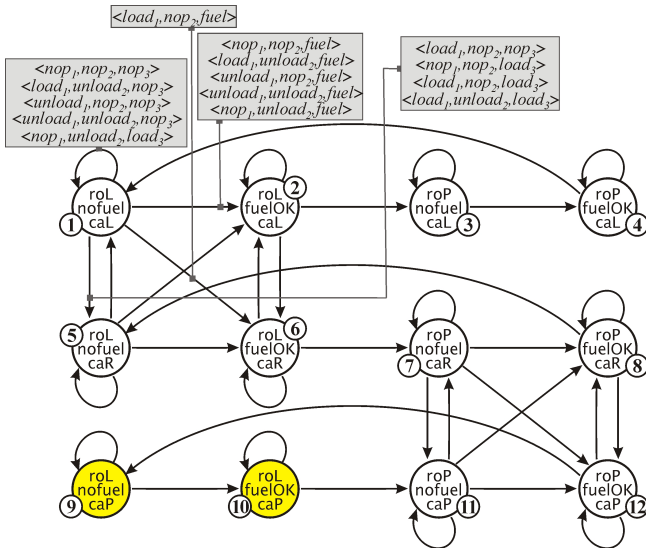 <load₁,nop₂,fuel>
<nop₁,nop₂,nop₃>
<load₁,unload₂,nop₃>
<unload₁,nop₂,nop₃>
<unload₁,unload₂,nop₃>
<nop₁,unload₂,load₃>
<nop₁,nop₂,fuel>
<load₁,unload₂,fuel>
<unload₁,nop₂,fuel>
<unload₁,unload₂,fuel>
<nop₁,unload₂,fuel>
<load₁,nop₂,nop₃>
<nop₁,nop₂,load₃>
<load₁,nop₂,load₃>
<load₁,unload₂,load₃>
roL
nofuel
caL
1
roL
fuelOK
caL
2
roP
nofuel
caL
3
roP
fuelOK
caL
4
roL
nofuel
caR
5
roL
fuelOK
caR
6
roP
nofuel
caR
7
roP
fuelOK
caR
8
roL
nofuel
caP
9
roL
fuelOK
caP
10
roP
nofuel
caP
11
roP
fuelOK
caP
12